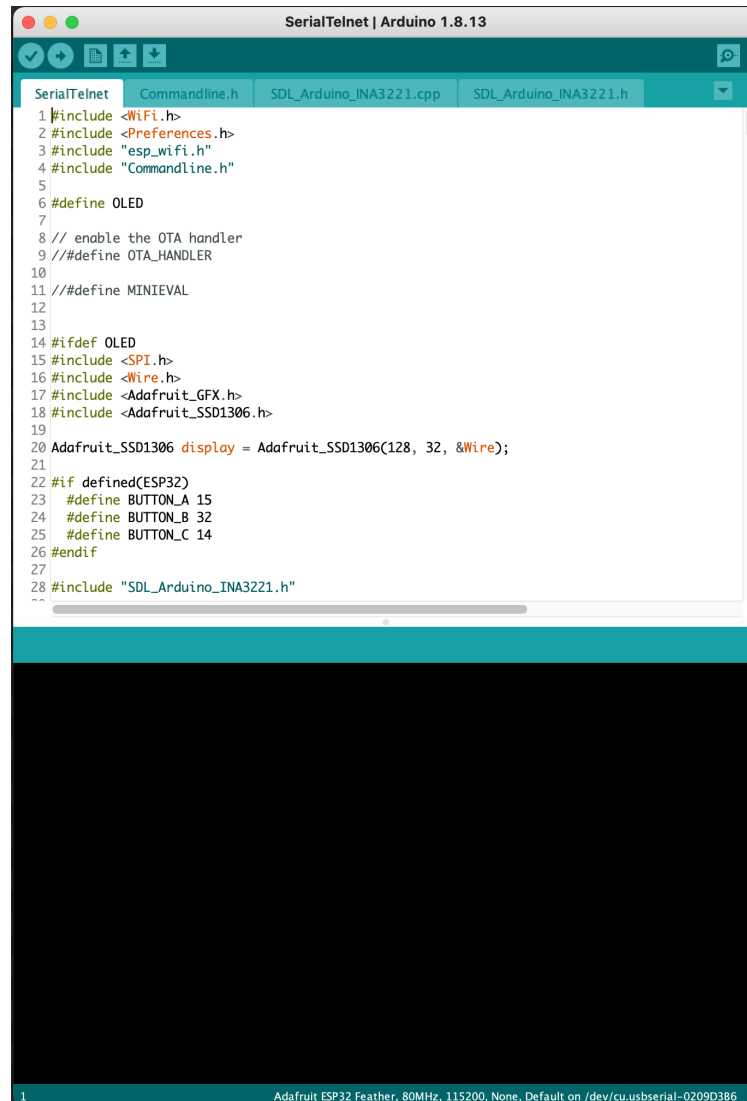 SerialTelnet | Arduino 1.8.13
SerialTelnet Commandline.h SDL_Arduino_INA3221.cpp SDL_Arduino_INA3221.h
1 #include <WiFi.h>
2 #include <Preferences.h>
3 #include "esp_wifi.h"
4 #include "Commandline.h"
5
6 #define OLED
7
8 // enable the OTA handler
9 //#define OTA_HANDLER
10
11 //#define MINIEVAL
12
13
14 #ifdef OLED
15 #include <SPI.h>
16 #include <Wire.h>
17 #include <Adafruit_GFX.h>
18 #include <Adafruit_SSD1306.h>
19
20 Adafruit_SSD1306 display = Adafruit_SSD1306(128, 32, &Wire);
21
22 #if defined(ESP32)
23   #define BUTTON_A 15
24   #define BUTTON_B 32
25   #define BUTTON_C 14
26 #endif
27
28 #include "SDL_Arduino_INA3221.h"
1 Adafruit ESP32 Feather, 80MHz, 115200, None, Default on /dev/cu.usbserial-0209D3B6